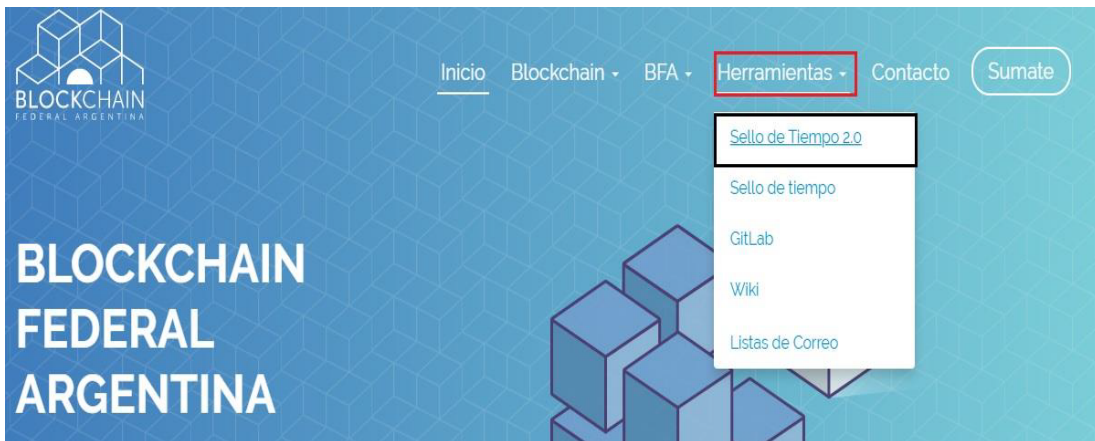 BLOCKCHAIN
FEDERAL ARGENTINA
Inicio Blockchain BFA Herramientas Contacto Sumate
Sello de Tiempo 2.0
Sello de tiempo
GitLab
Wiki
Listas de Correo
BLOCKCHAIN
FEDERAL
ARGENTINA